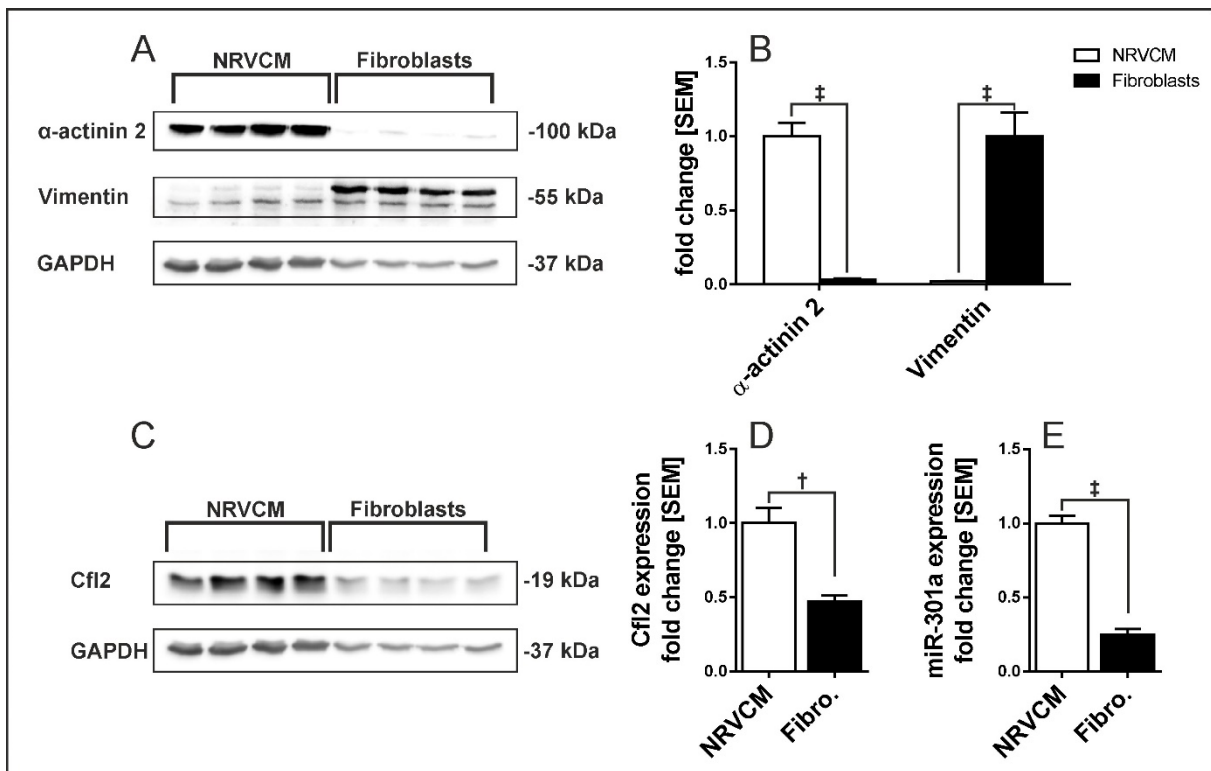 A
NRVCM Fibroblasts
α-actinin 2 -100 kDa
Vimentin -55 kDa
GAPDH -37 kDa
B
NRVCM
Fibroblasts
fold change [SEM]
1.5
1.0
0.5
0.0
‡ ‡
α-actinin 2 Vimentin
C
NRVCM Fibroblasts
Cfl2 -19 kDa
GAPDH -37 kDa
D
Cfl2 expression
fold change [SEM]
1.5
1.0
0.5
0.0
†
NRVCM Fibro.
E
miR-301a expression
fold change [SEM]
1.5
1.0
0.5
0.0
‡
NRVCM Fibro.